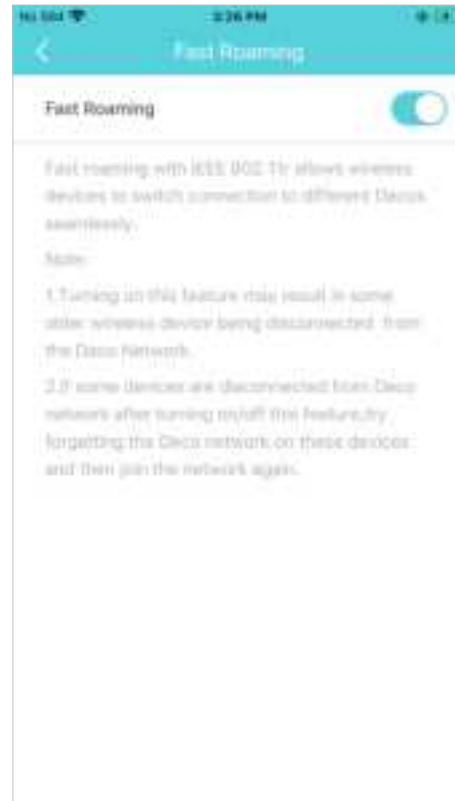 No SIM 3:26 PM
Fast Roaming
Fast Roaming
Fast roaming with IEEE 802.11r allows wireless
devices to switch connection to different Decos
seamlessly.
Note:
1.Turning on this feature may result in some
older wireless device being disconnected from
the Deco Network.
2.If some devices are disconnected from Deco
network after turning on/off this feature,try
forgetting the Deco network on these devices
and then join the network again.